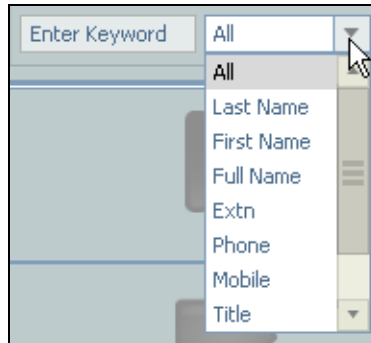 Enter Keyword All
All
Last Name
First Name
Full Name
Extn
Phone
Mobile
Title